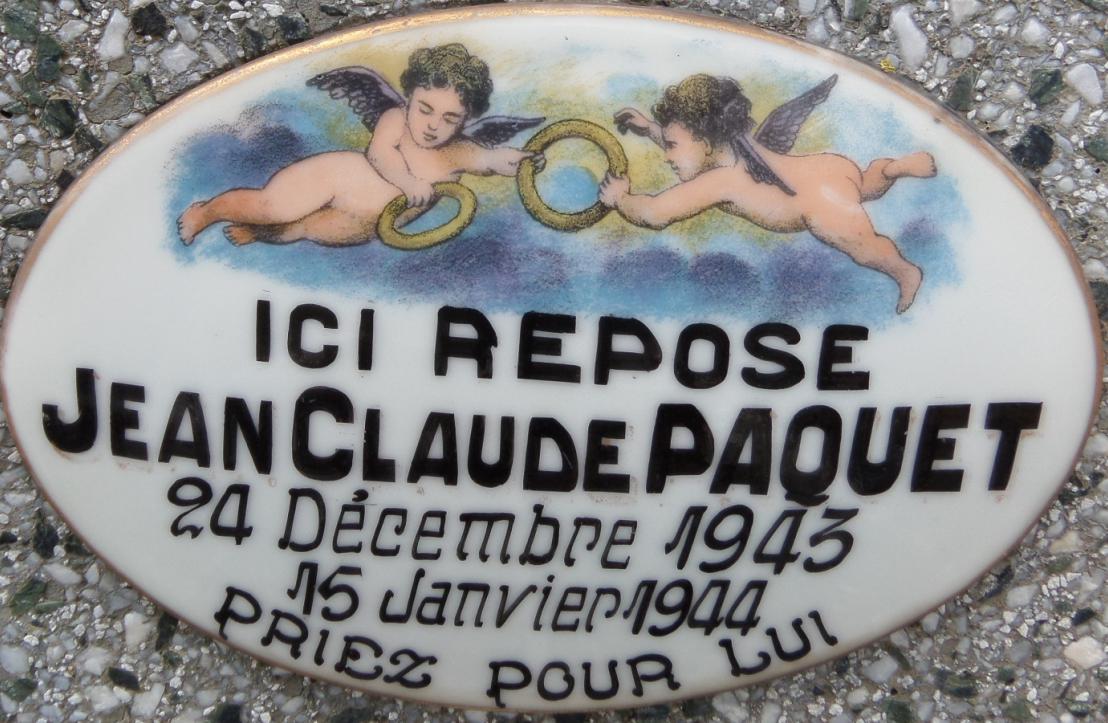 ICI REPOSE
JEAN CLAUDE PAQUET
24 Décembre 1943
15 Janvier 1944
PRIEZ POUR LUI